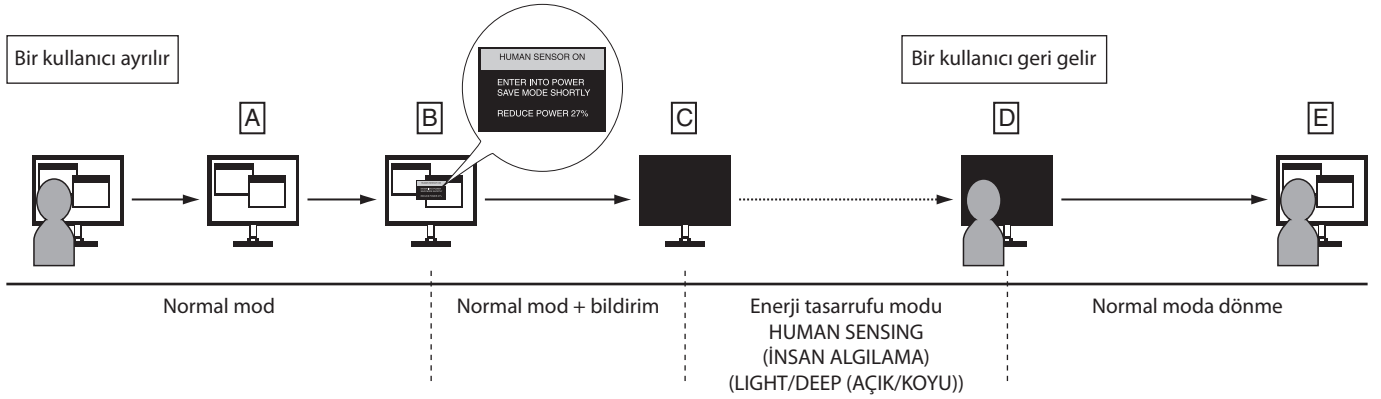 Bir kullanıcı ayrılır
HUMAN SENSOR ON
ENTER INTO POWER
SAVE MODE SHORTLY
REDUCE POWER 27%
Bir kullanıcı geri gelir
A
B
C
D
E
Normal mod
Normal mod + bildirim
Enerji tasarrufu modu
HUMAN SENSING
(İNSAN ALGILAMA)
(LIGHT/DEEP (AÇIK/KOYU))
Normal moda dönme